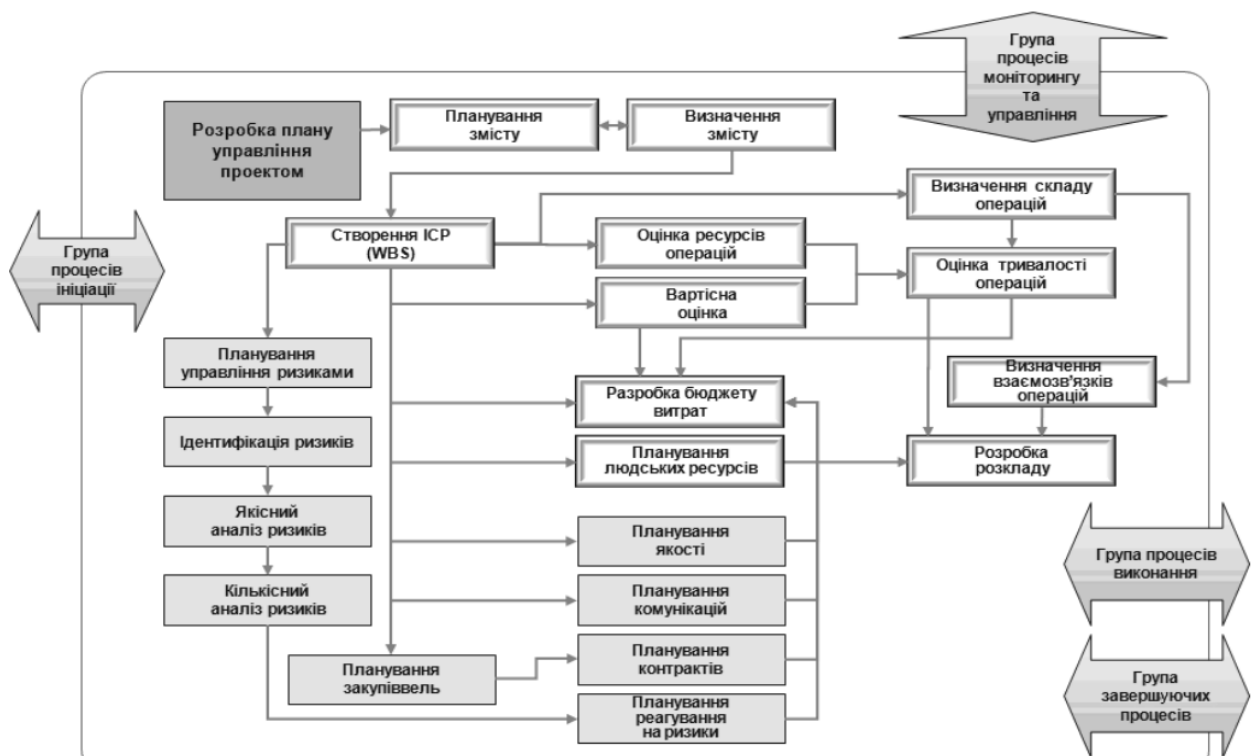 Група
процесів
моніторингу
та
управління
Розробка плану
управління
проектом
Планування
змісту
Визначення
змісту
Визначення складу
операцій
Група
процесів
ініціації
Створення ІСР
(WBS)
Оцінка ресурсів
операцій
Оцінка тривалості
операцій
Вартісна
оцінка
Планування
управління ризиками
Визначення
взаємозв'язків
операцій
Разробка бюджету
витрат
Ідентифікація ризиків
Планування
людських ресурсів
Розробка
розкладу
Якісний
аналіз ризиків
Планування
якості
Група процесів
виконання
Кількісний
аналіз ризиків
Планування
комунікацій
Планування
закупіввель
Планування
контрактів
Планування
реагування
на ризики
Група
завершуючих
процесів